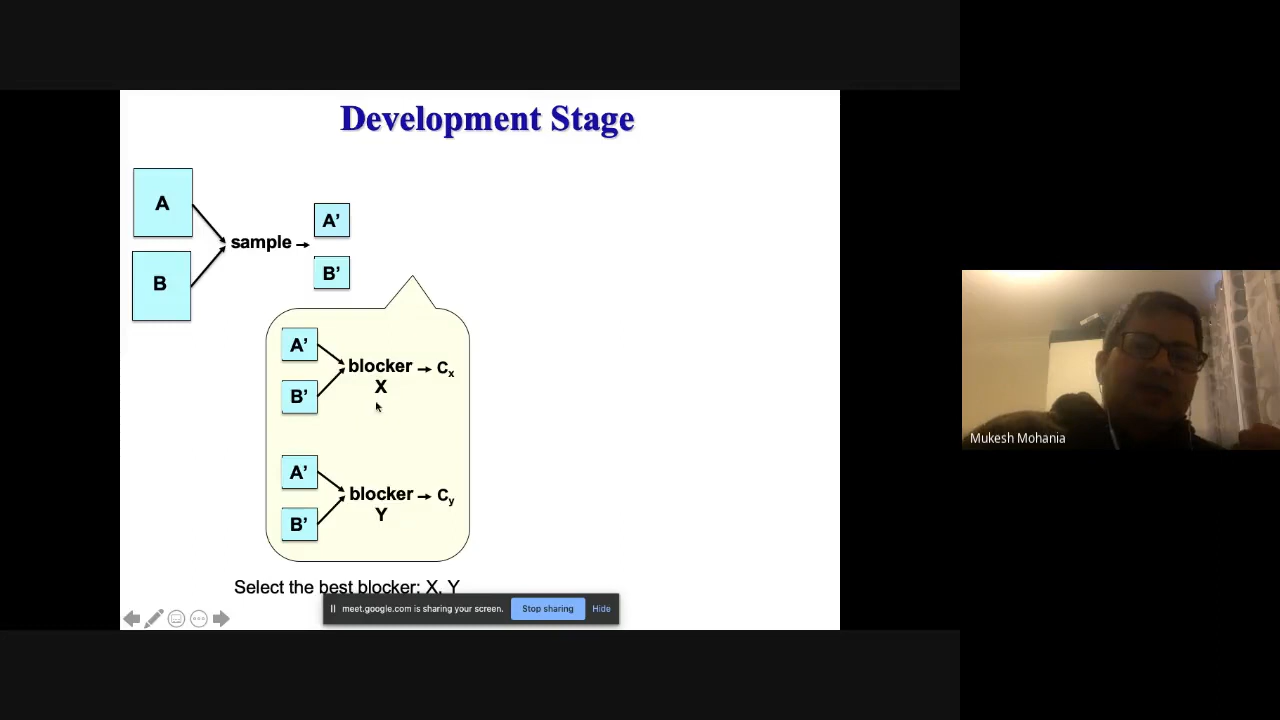 Development Stage
A
B
sample
A’
B’
A’
B’
blocker
X
Cx
A’
B’
blocker
Y
Cy
Select the best blocker: X, Y
meet.google.com is sharing your screen.
Stop sharing
Hide
Mukesh Mohania